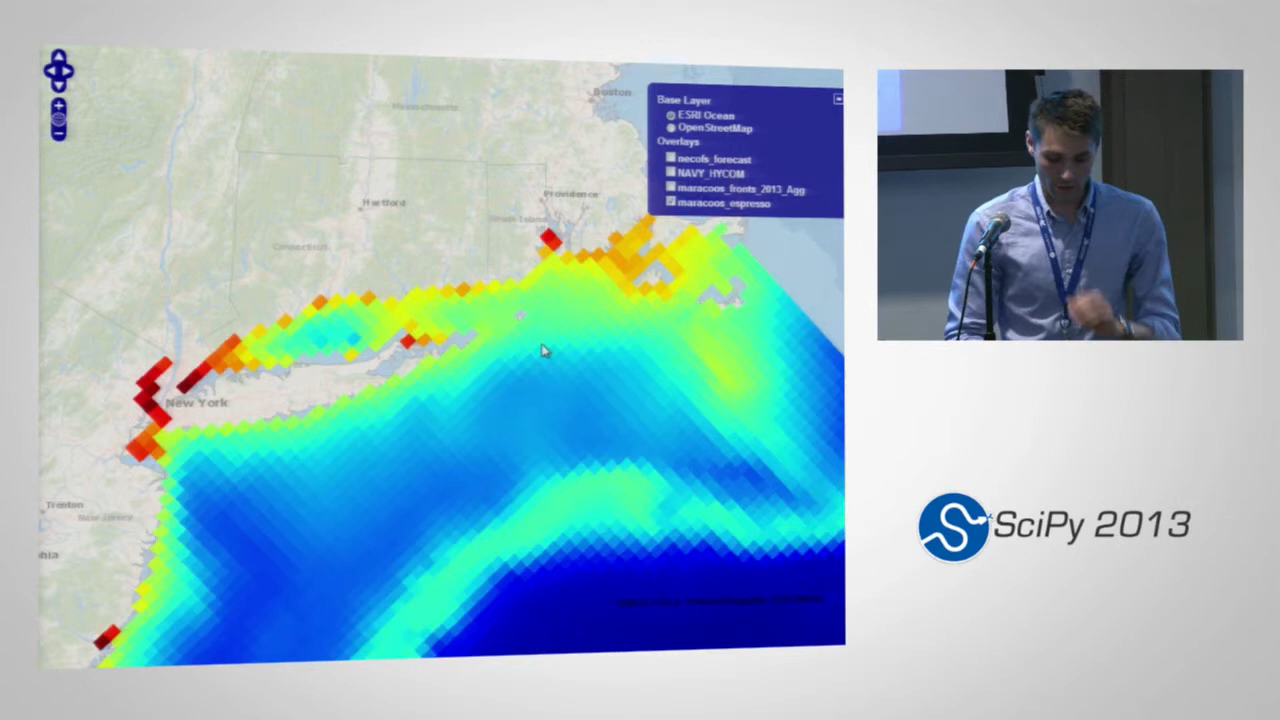 Boston
Massachusetts
Base Layer
ESRI Ocean
OpenStreetMap
Overlays
necofs_forecast
NAVY_HYCOM
maracoos_fronts_2013_Agg
maracoos_espresso
Providence
Hartford
Rhode Island
Connecticut
New York
Trenton
New Jersey
hia
SciPy 2013